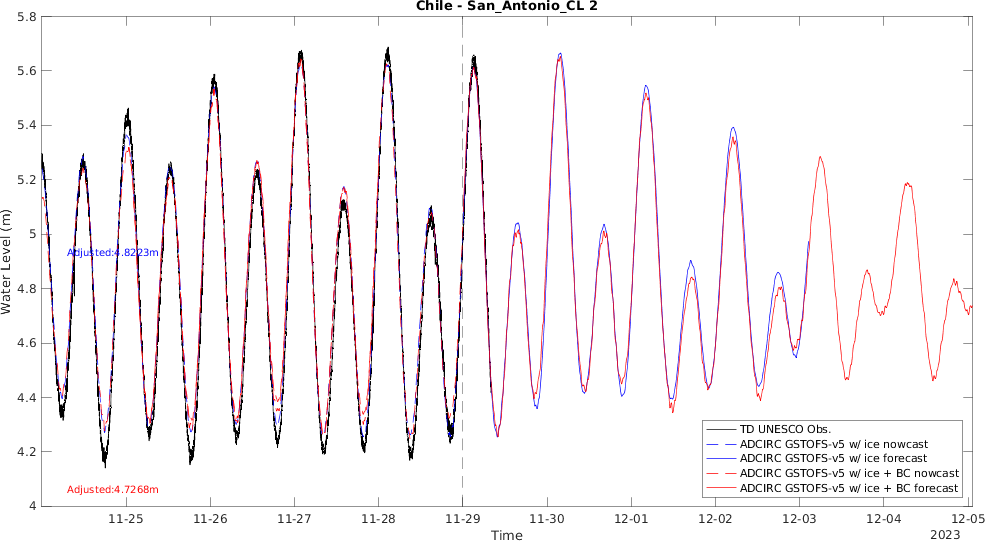 Chile - San_Antonio_CL 2
5.8
5.6
5.4
5.2
5
4.8
4.6
4.4
4.2
4
Water Level (m)
Adjusted:4.8223m
Adjusted:4.7268m
TD UNESCO Obs.
ADCIRC GSTOFS-v5 w/ ice nowcast
ADCIRC GSTOFS-v5 w/ ice forecast
ADCIRC GSTOFS-v5 w/ ice + BC nowcast
ADCIRC GSTOFS-v5 w/ ice + BC forecast
11-25 11-26 11-27 11-28 11-29 11-30 12-01 12-02 12-03 12-04 12-05
Time
2023